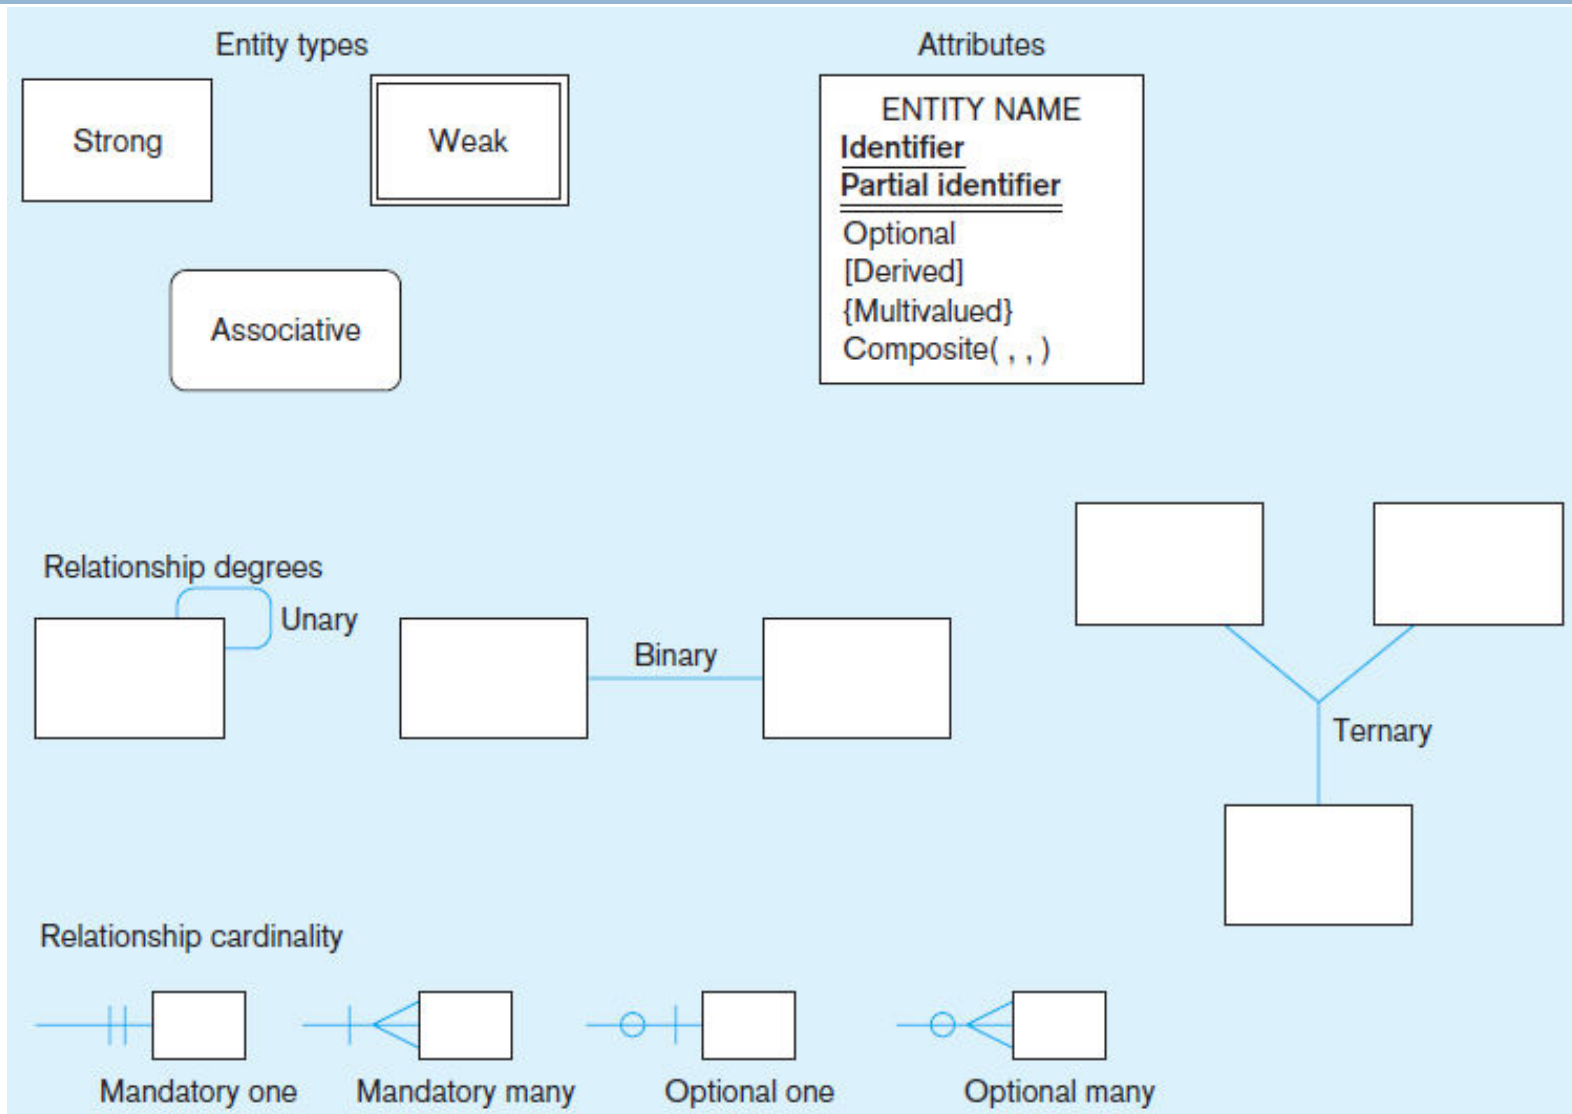 Entity types
Strong
Weak
Associative
Attributes
ENTITY NAME
Identifier
Partial identifier
Optional
[Derived]
{Multivalued}
Composite( , , )
Relationship degrees
Unary
Binary
Ternary
Relationship cardinality
Mandatory one
Mandatory many
Optional one
Optional many